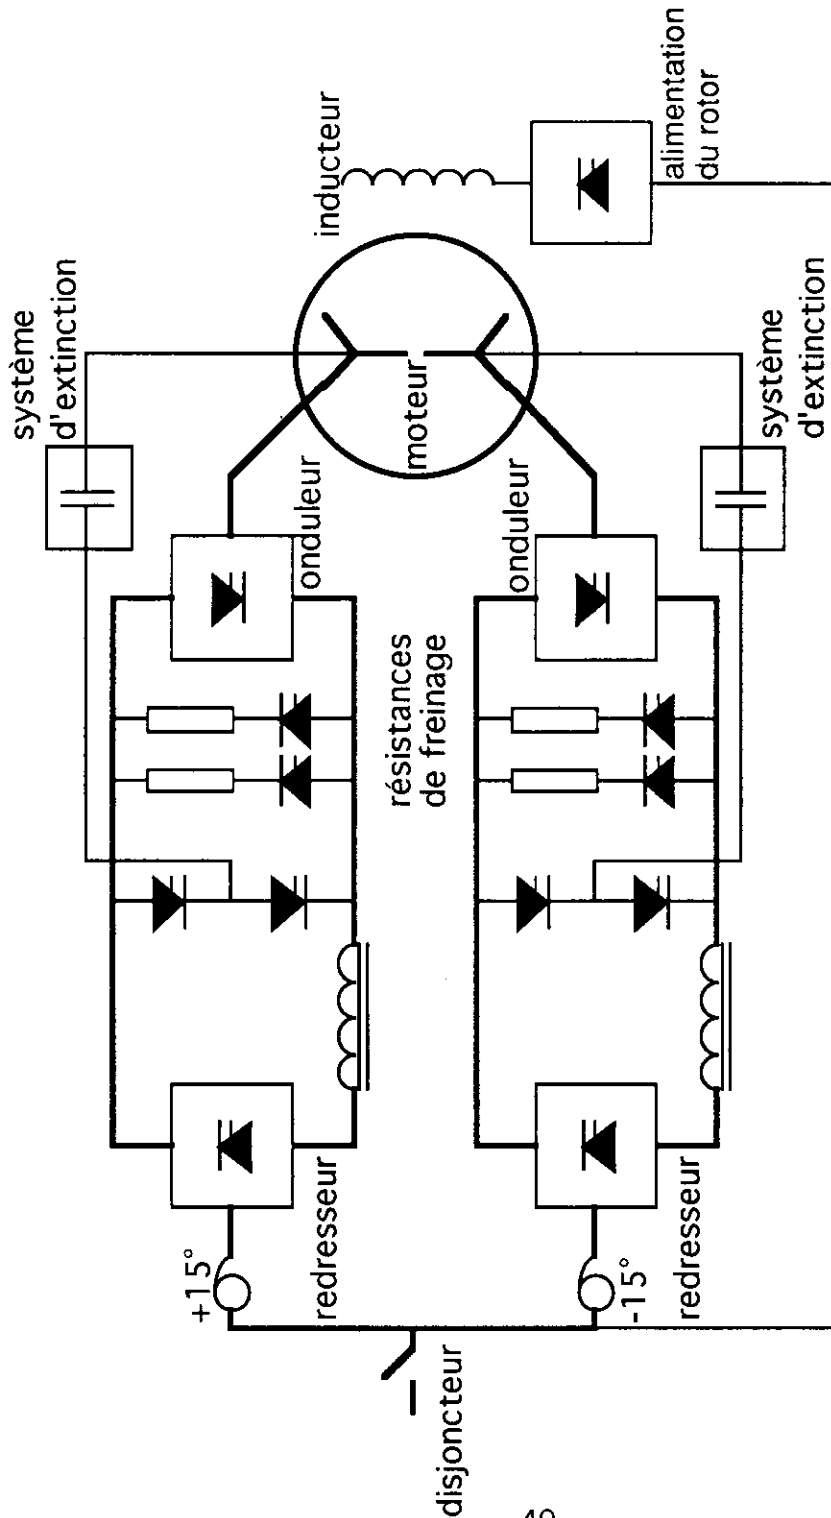 système
d'extinction
+15°
redresseur
onduleur
inducteur
résistances
de freinage
moteur
disjoncteur
onduleur
-15°
redresseur
alimentation
du rotor
système
d'extinction